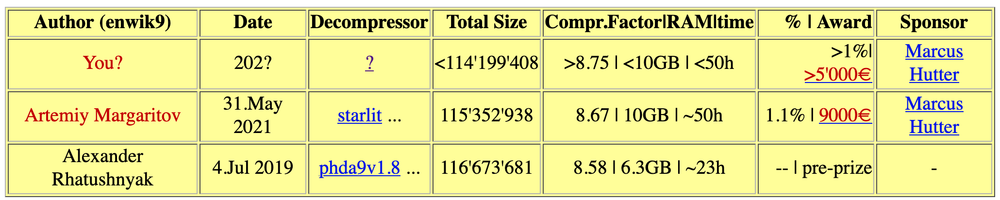 Author (enwik9) Date Decompressor Total Size Compr.Factor|RAM|time % | Award Sponsor
You? 202? ? <114'199'408 >8.75 | <10GB | <50h >1%| >5'000€ Marcus Hutter
Artemiy Margaritov 31.May 2021 starlit ... 115'352'938 8.67 | 10GB | ~50h 1.1% | 9000€ Marcus Hutter
Alexander Rhatushnyak 4.Jul 2019 phda9v1.8 ... 116'673'681 8.58 | 6.3GB | ~23h -- | pre-prize -